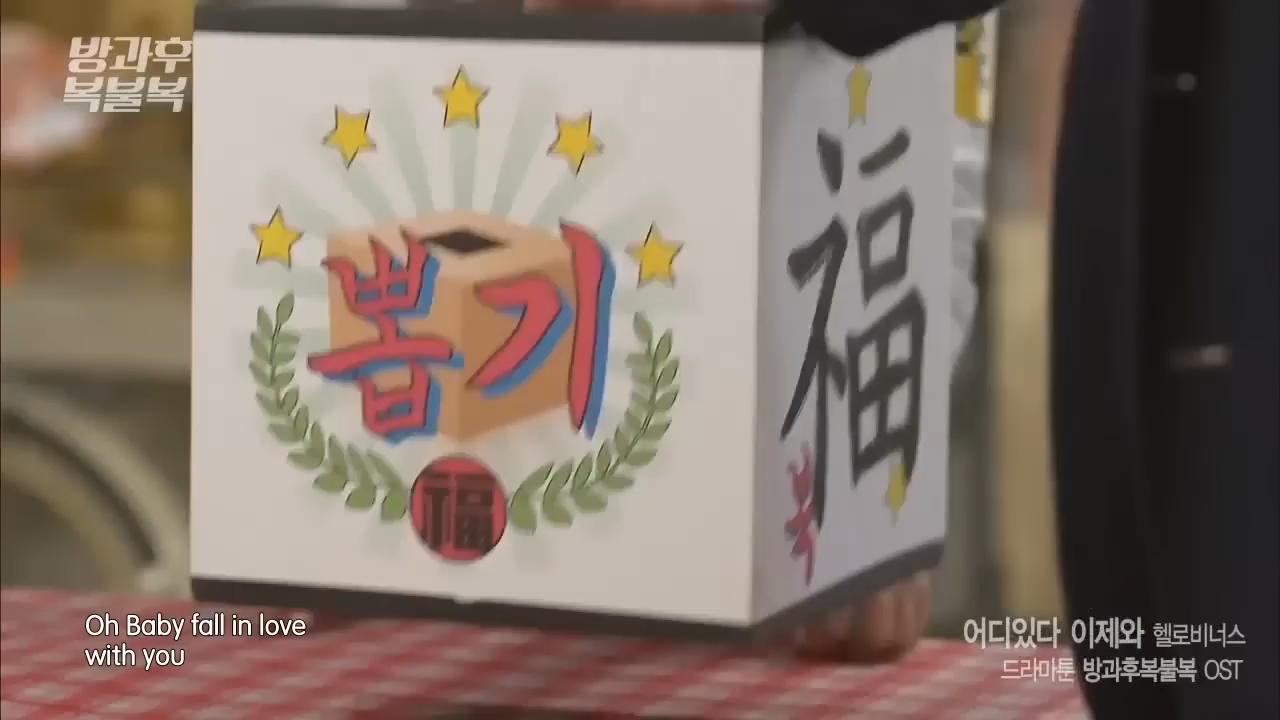 방과후
복불복
뽑기
福
福
복
Oh Baby fall in love
with you
어디있다 이제와 헬로비너스
드라마툰 방과후복불복 OST